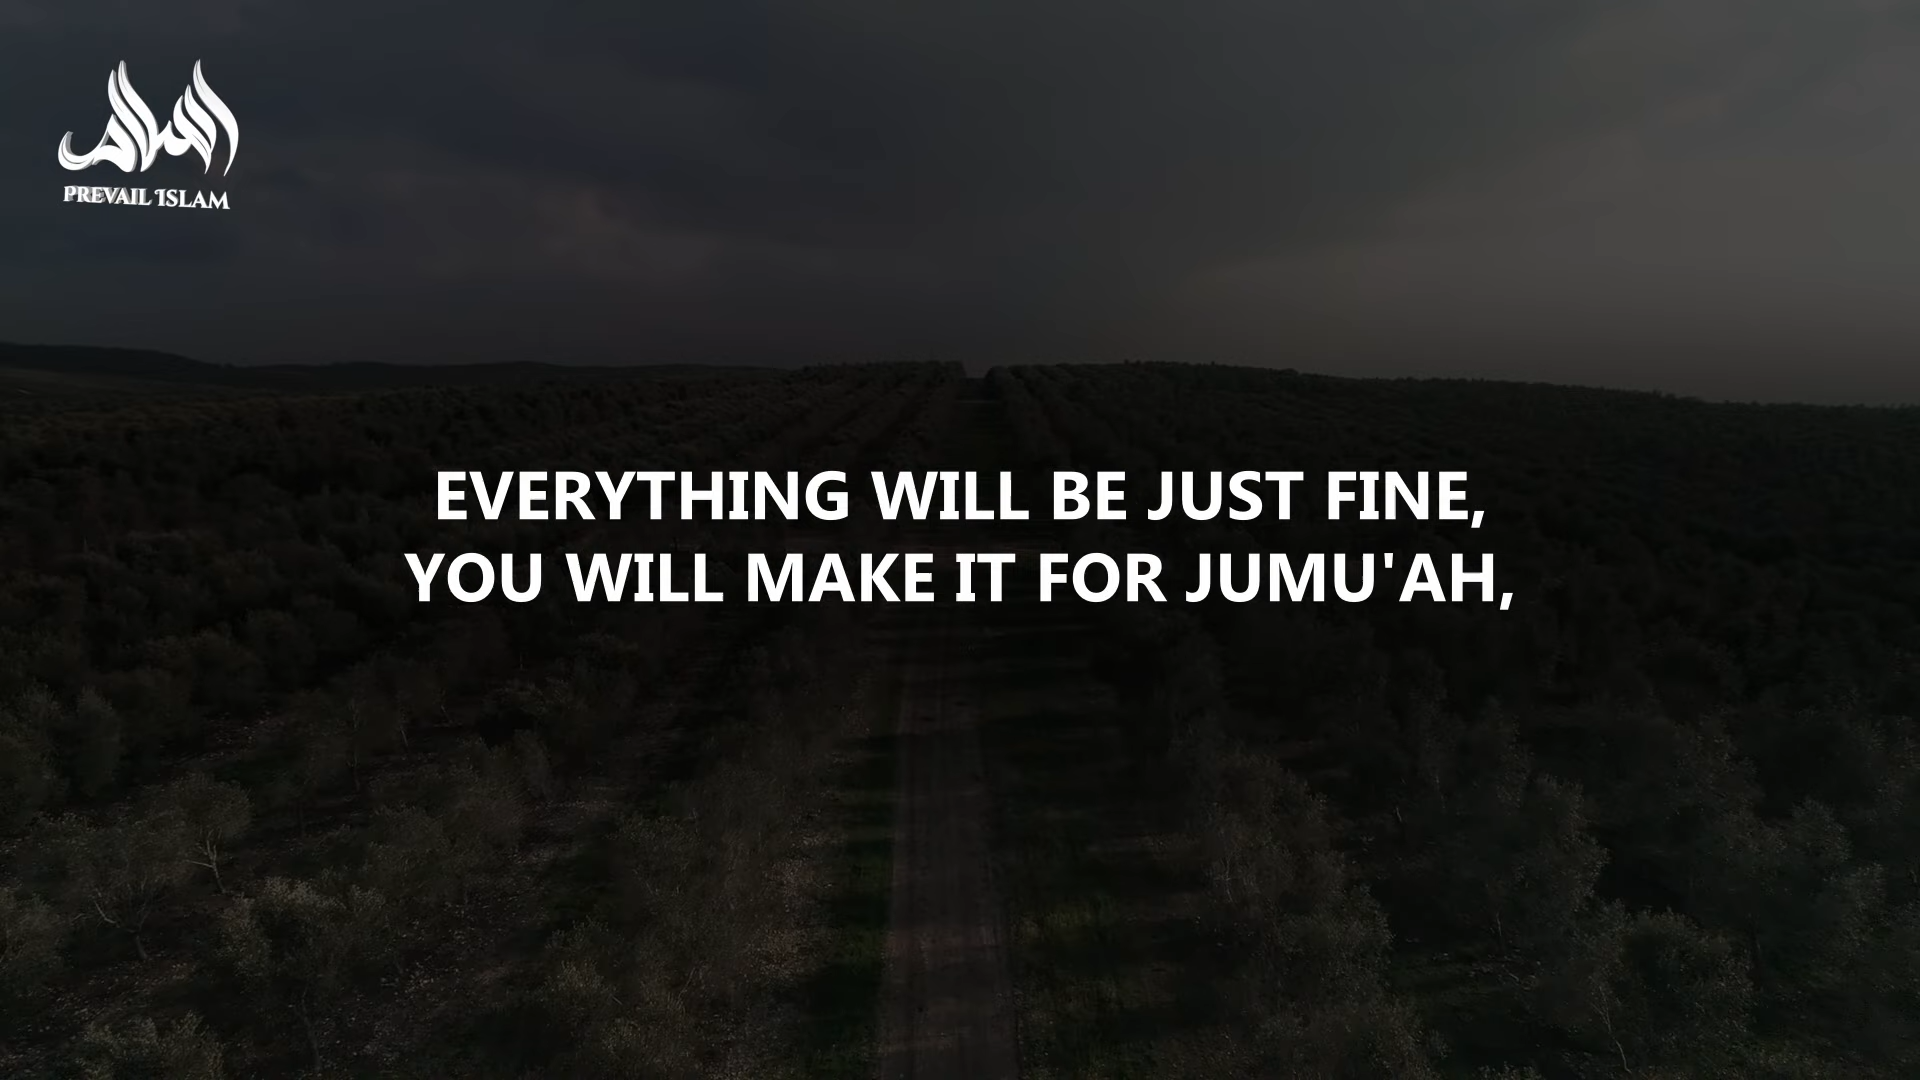 PREVAIL ISLAM
EVERYTHING WILL BE JUST FINE,
YOU WILL MAKE IT FOR JUMU'AH,